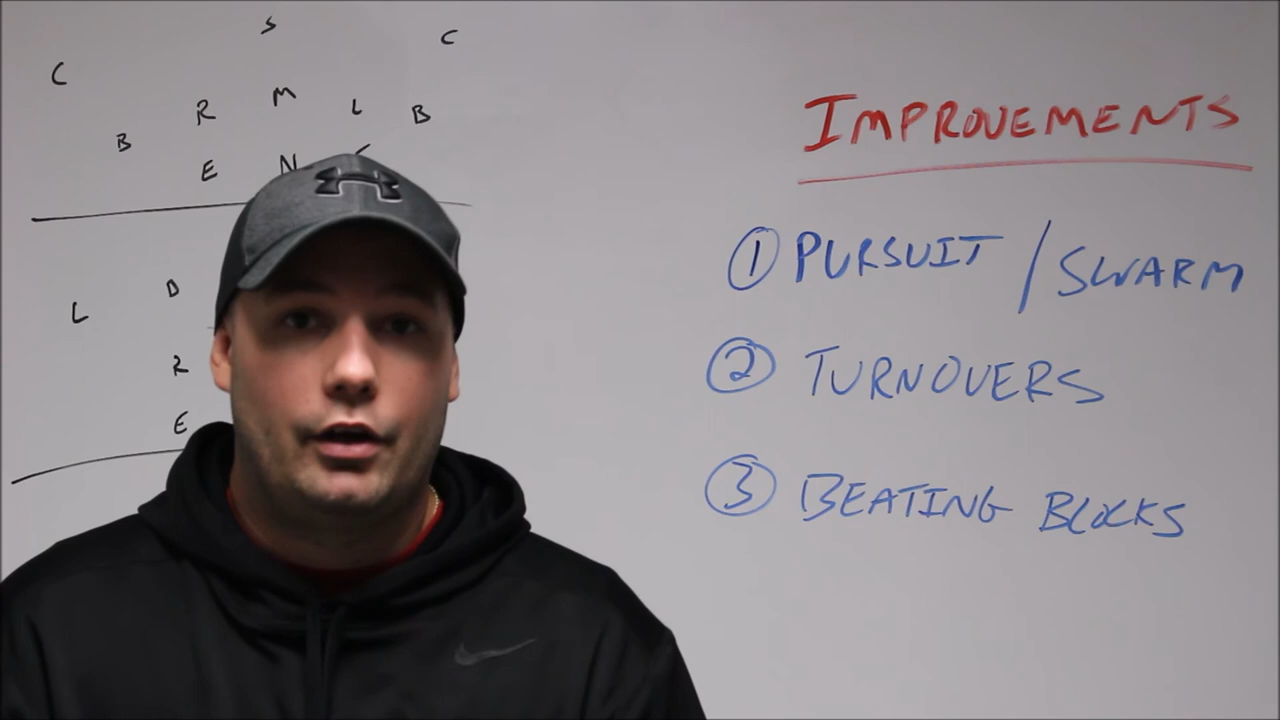 S
C C
R M L B
B
E N
IMPROVEMENTS
① PURSUIT / SWARM
② TURNOVERS
③ BEATING BLOCKS
L B
R
E